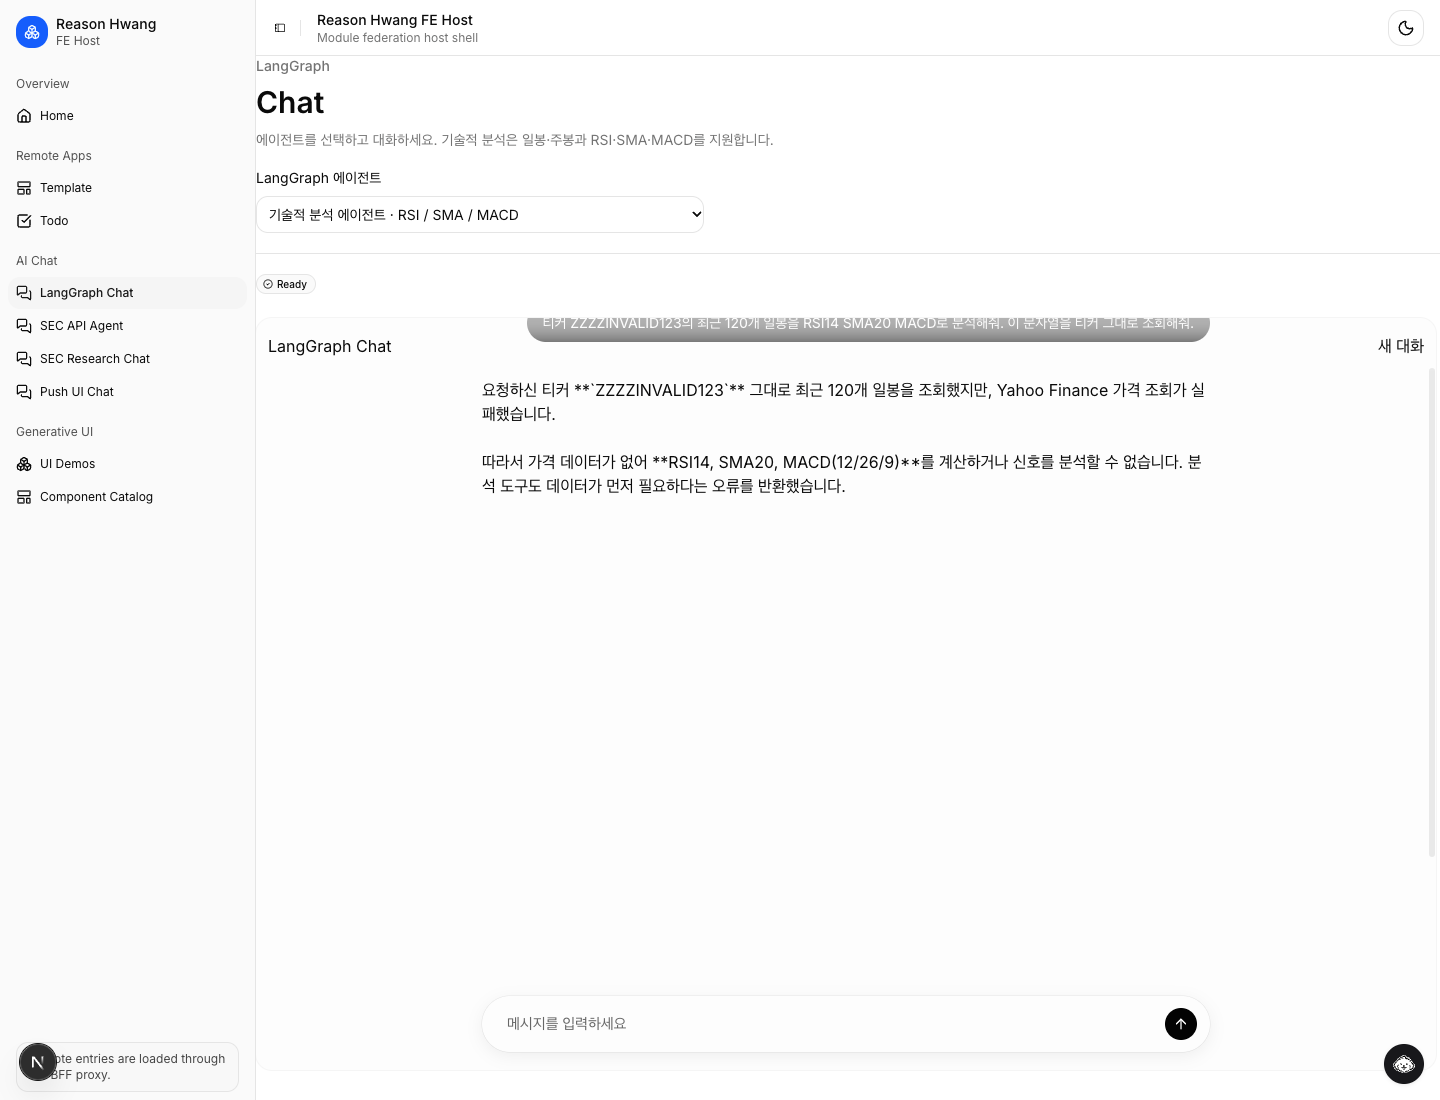 Reason Hwang
FE Host
Overview
Home
Remote Apps
Template
Todo
AI Chat
LangGraph Chat
SEC API Agent
SEC Research Chat
Push UI Chat
Generative UI
UI Demos
Component Catalog
ote entries are loaded through
BFF proxy.
N
Reason Hwang FE Host
Module federation host shell
LangGraph
Chat
에이전트를 선택하고 대화하세요. 기술적 분석은 일봉·주봉과 RSI·SMA·MACD를 지원합니다.
LangGraph 에이전트
기술적 분석 에이전트 · RSI / SMA / MACD
Ready
티커 ZZZZINVALID123의 최근 120개 일봉을 RSI14 SMA20 MACD로 분석해줘. 이 문자열을 티커 그대로 조회해줘.
LangGraph Chat
새 대화
요청하신 티커 **`ZZZZINVALID123`** 그대로 최근 120개 일봉을 조회했지만, Yahoo Finance 가격 조회가 실
패했습니다.
따라서 가격 데이터가 없어 **RSI14, SMA20, MACD(12/26/9)**를 계산하거나 신호를 분석할 수 없습니다. 분
석 도구도 데이터가 먼저 필요하다는 오류를 반환했습니다.
메시지를 입력하세요